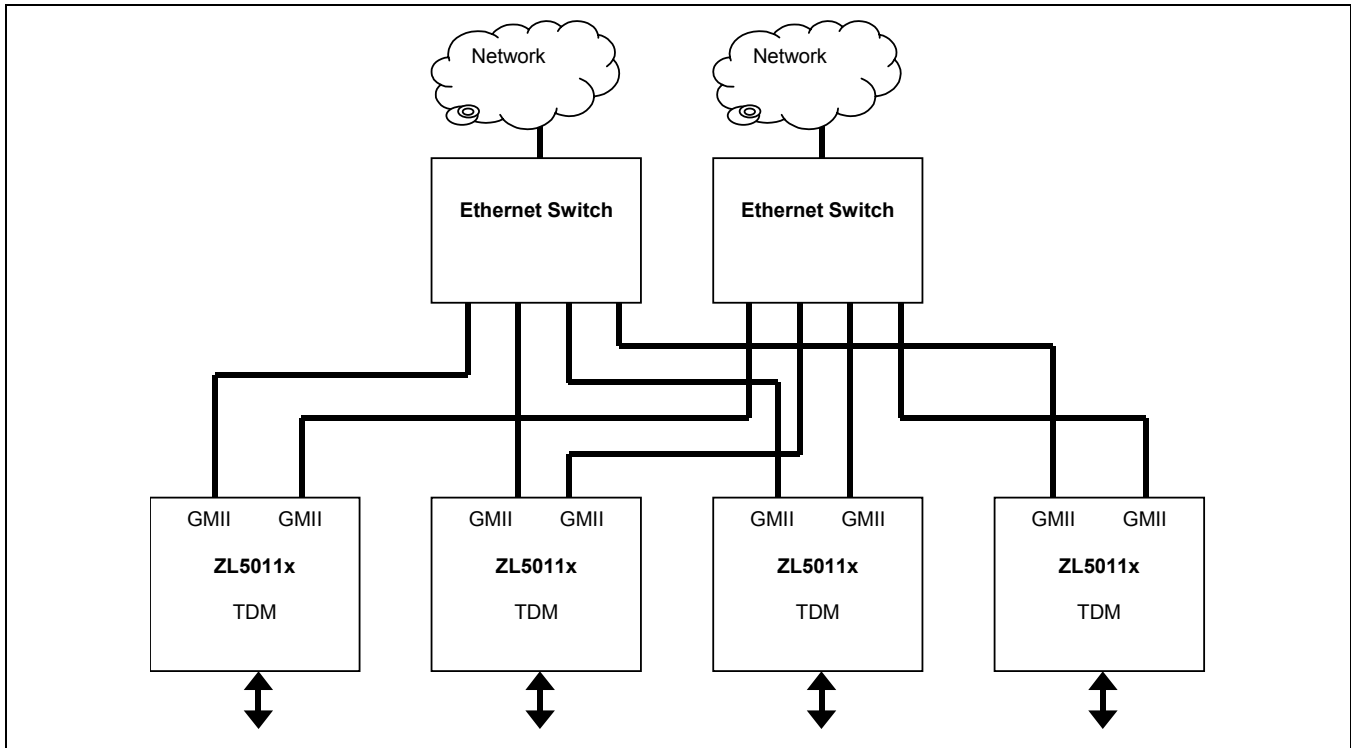 Network
Network
Ethernet Switch
Ethernet Switch
GMII GMII
ZL5011x
TDM
GMII GMII
ZL5011x
TDM
GMII GMII
ZL5011x
TDM
GMII GMII
ZL5011x
TDM